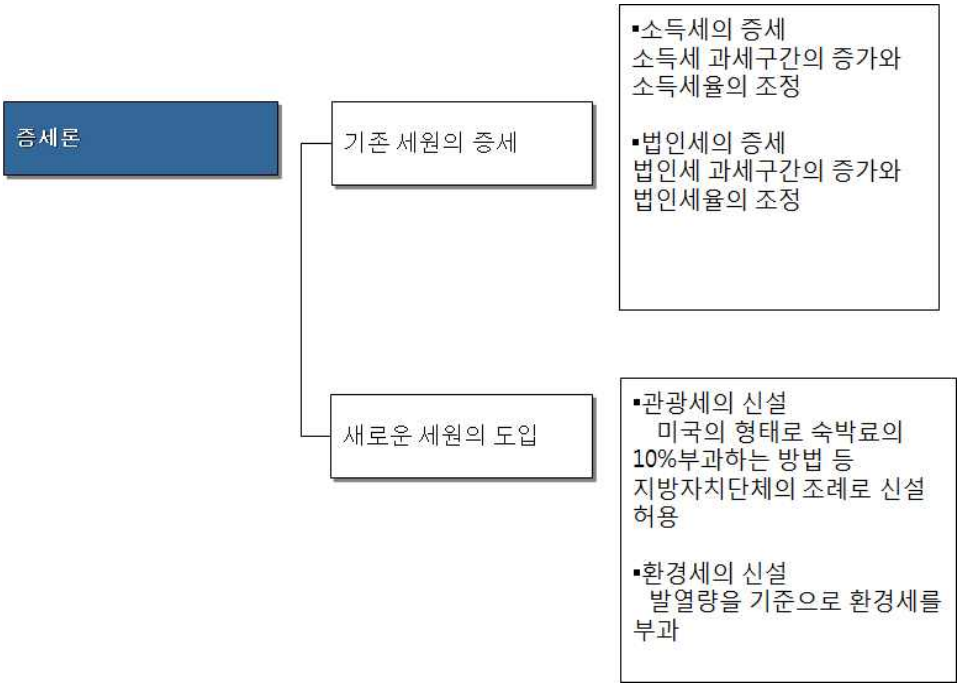 증세론
기존 세원의 증세
▪소득세의 증세
소득세 과세구간의 증가와
소득세율의 조정
▪법인세의 증세
법인세 과세구간의 증가와
법인세율의 조정
새로운 세원의 도입
▪관광세의 신설
미국의 형태로 숙박료의
10%부과하는 방법 등
지방자치단체의 조례로 신설
허용
▪환경세의 신설
발열량을 기준으로 환경세를
부과